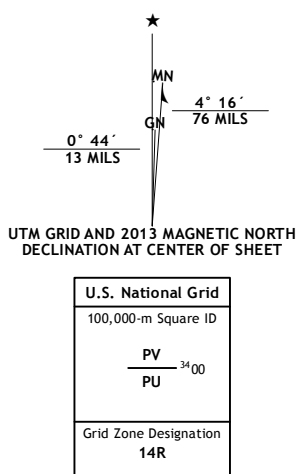 ★
MN
4° 16´
GN
76 MILS
0° 44´
13 MILS
UTM GRID AND 2013 MAGNETIC NORTH
DECLINATION AT CENTER OF SHEET
U.S. National Grid
100,000-m Square ID
PV
3400
PU
Grid Zone Designation
14R